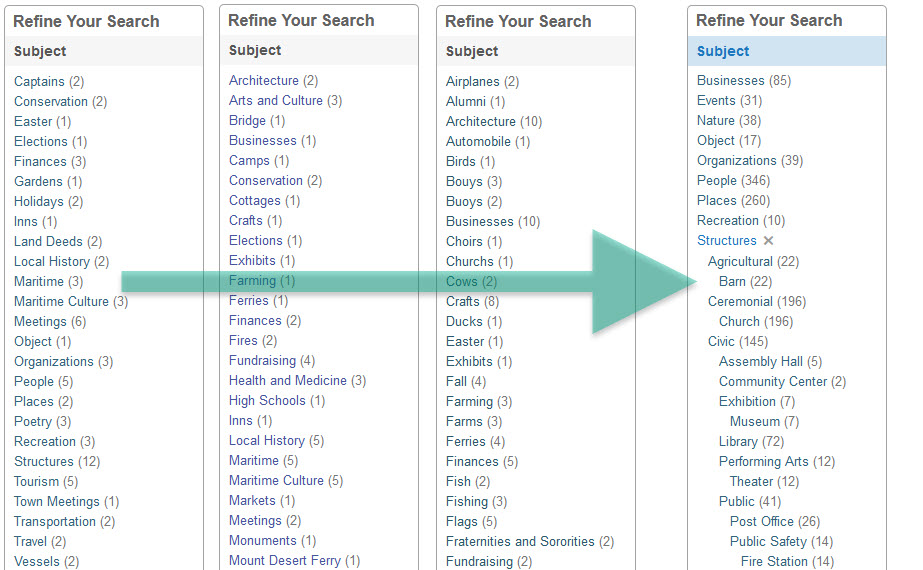 Refine Your Search
Subject
Captains (2)
Conservation (2)
Easter (1)
Elections (1)
Finances (3)
Gardens (1)
Holidays (2)
Inns (1)
Land Deeds (2)
Local History (2)
Maritime (3)
Maritime Culture (3)
Meetings (6)
Object (1)
Organizations (3)
People (5)
Places (2)
Poetry (3)
Recreation (3)
Structures (12)
Tourism (5)
Town Meetings (1)
Transportation (2)
Travel (2)
Vessels (2)
Refine Your Search
Subject
Architecture (2)
Arts and Culture (3)
Bridge (1)
Businesses (1)
Camps (1)
Conservation (2)
Cottages (1)
Crafts (1)
Elections (1)
Exhibits (1)
Farming (1)
Ferries (1)
Finances (2)
Fires (2)
Fundraising (4)
Health and Medicine (3)
High Schools (1)
Inns (1)
Local History (5)
Maritime (5)
Maritime Culture (5)
Markets (1)
Meetings (2)
Monuments (1)
Mount Desert Ferry (1)
Refine Your Search
Subject
Airplanes (2)
Alumni (1)
Architecture (10)
Automobile (1)
Birds (1)
Bouys (3)
Buoys (2)
Businesses (10)
Choirs (1)
Churchs (1)
Cows (2)
Crafts (8)
Ducks (1)
Easter (1)
Exhibits (1)
Fall (4)
Farming (3)
Farms (3)
Ferries (4)
Finances (5)
Fish (2)
Fishing (3)
Flags (5)
Fraternities and Sororities (2)
Fundraising (2)
Refine Your Search
Subject
Businesses (85)
Events (31)
Nature (38)
Object (17)
Organizations (39)
People (346)
Places (260)
Recreation (10)
Structures ✕
Agricultural (22)
Barn (22)
Ceremonial (196)
Church (196)
Civic (145)
Assembly Hall (5)
Community Center (2)
Exhibition (7)
Museum (7)
Library (72)
Performing Arts (12)
Theater (12)
Public (41)
Post Office (26)
Public Safety (14)
Fire Station (14)